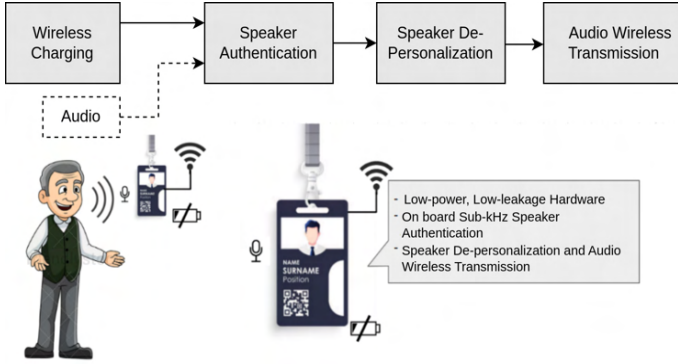 Wireless
Charging
Speaker
Authentication
Speaker De-
Personalization
Audio Wireless
Transmission
Audio
NAME
SURNAME
Position
- Low-power, Low-leakage Hardware
- On board Sub-kHz Speaker
Authentication
- Speaker De-personalization and Audio
Wireless Transmission